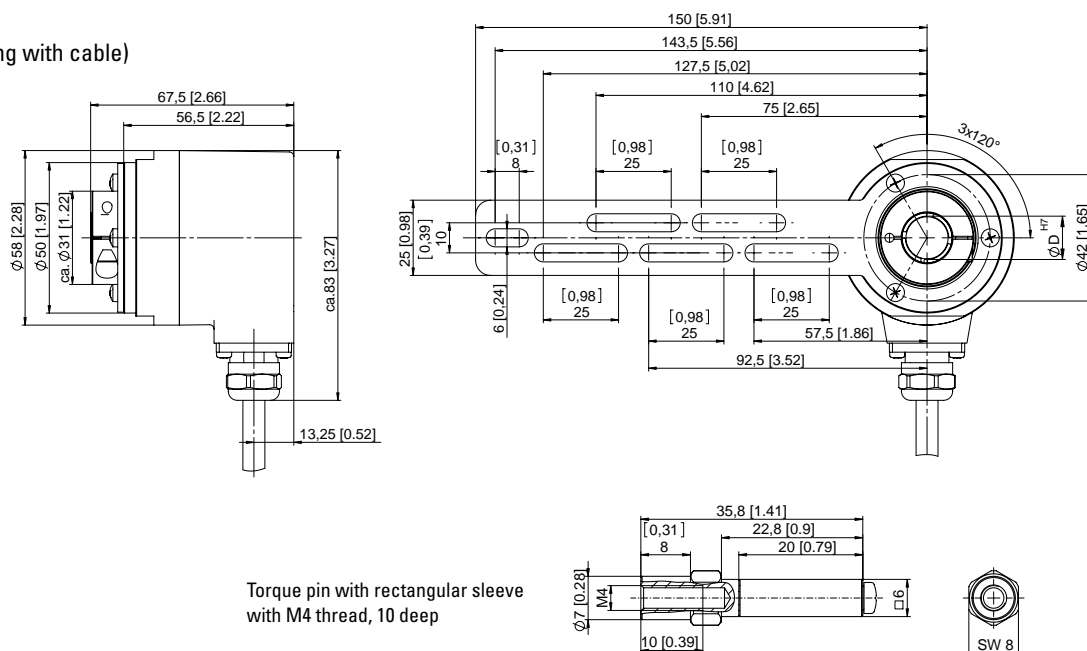 ng with cable)
67,5 [2.66]
56,5 [2.22]
Ø58 [2.28]
Ø50 [1.97]
ca. Ø31 [1.22]
ca.83 [3.27]
13,25 [0.52]
150 [5.91]
143,5 [5.56]
127,5 [5,02]
110 [4.62]
75 [2.65]
3x120°
[0,31]
8
[0,98]
25
[0,98]
25
25 [0.98]
[0,39]
10
6 [0,24]
[0,98]
25
[0,98]
25
[0,98]
25
57,5 [1.86]
92,5 [3.52]
ØD H7
Ø42 [1.65]
35,8 [1.41]
[0,31]
8
22,8 [0.9]
20 [0.79]
Ø7 [0.28]
M4
□6
10 [0.39]
SW 8
Torque pin with rectangular sleeve
with M4 thread, 10 deep